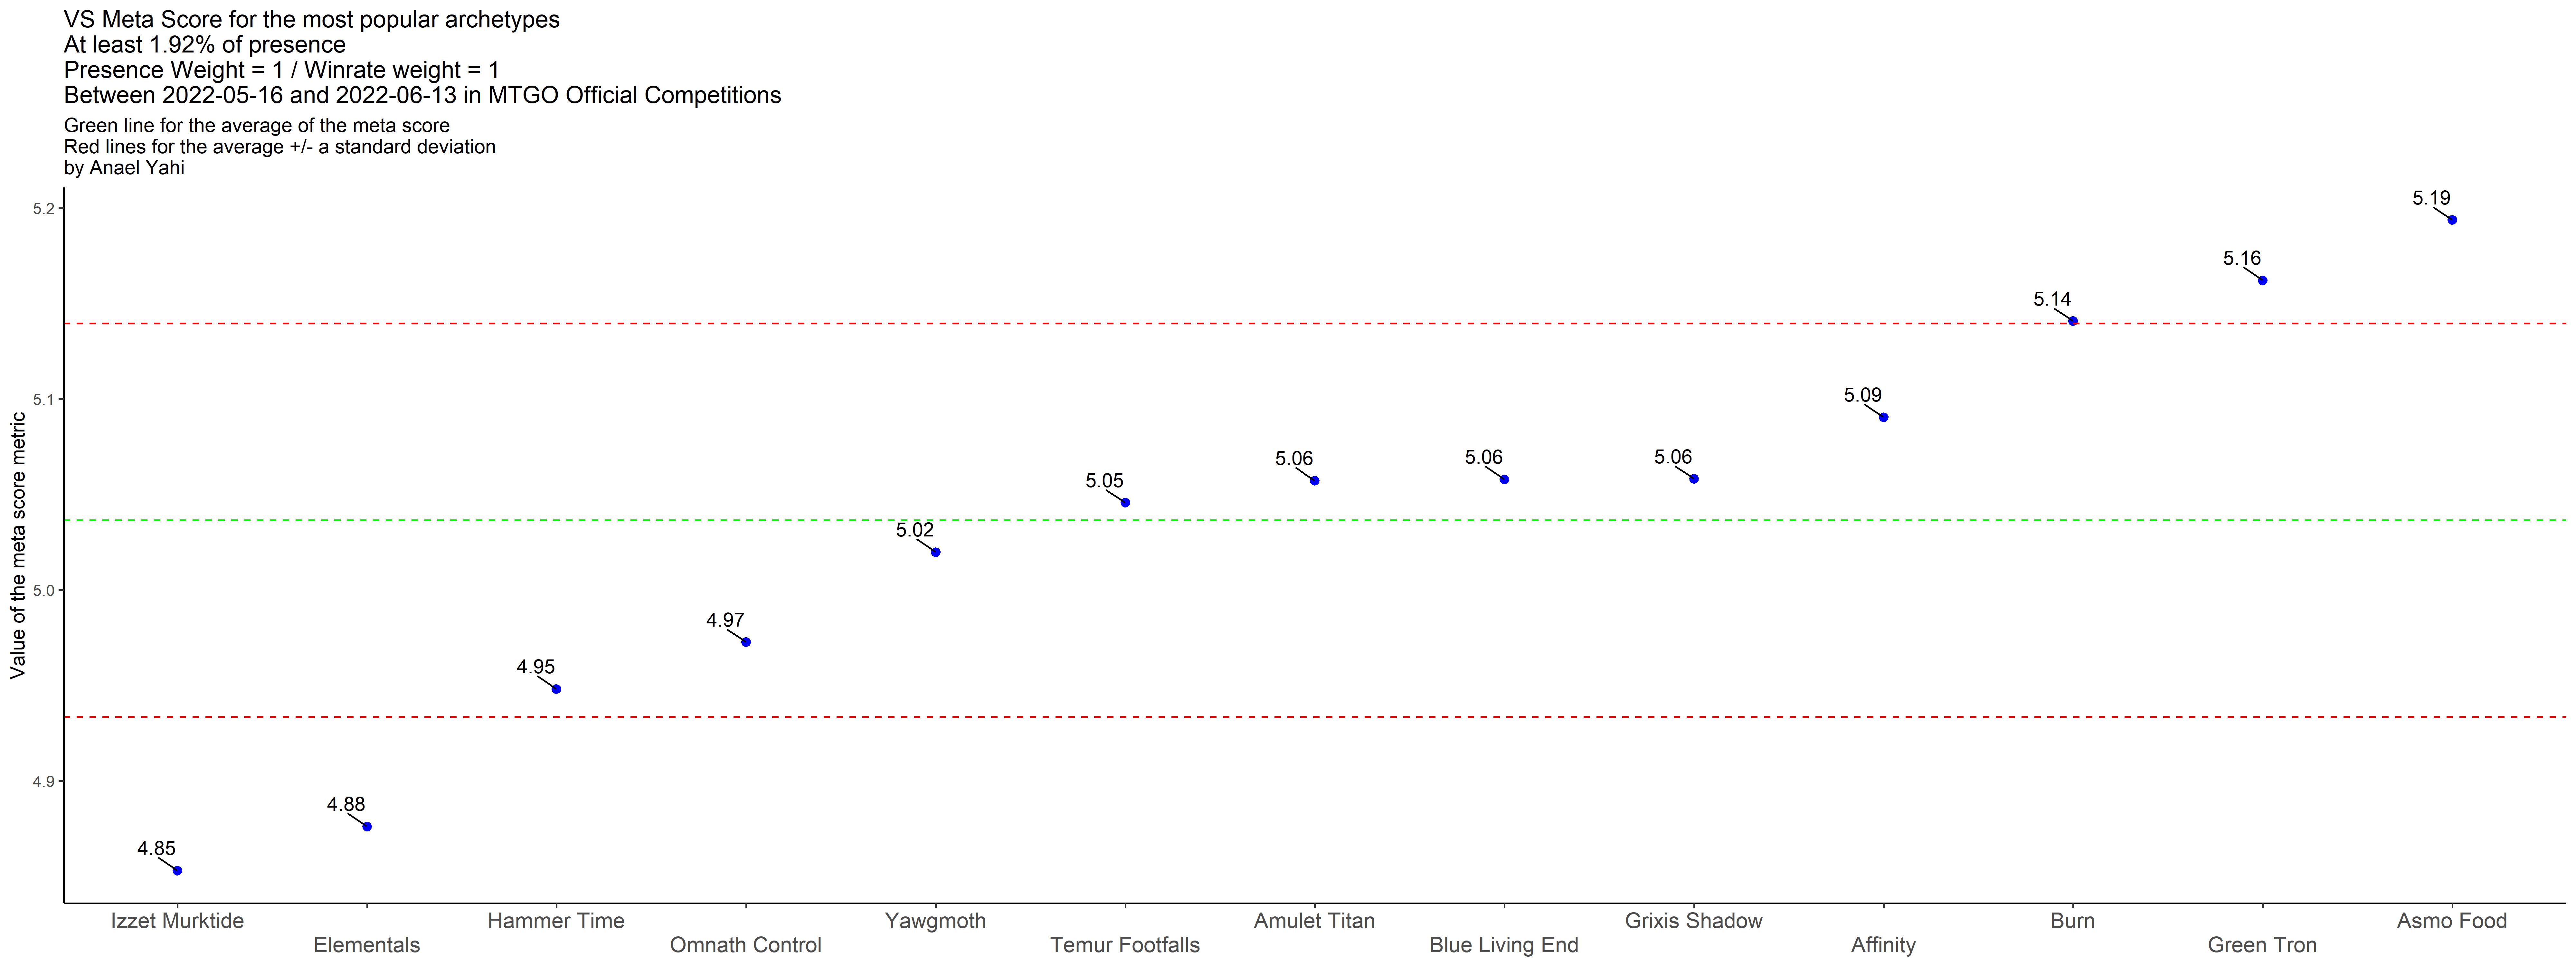 VS Meta Score for the most popular archetypes
At least 1.92% of presence
Presence Weight = 1 / Winrate weight = 1
Between 2022-05-16 and 2022-06-13 in MTGO Official Competitions
Green line for the average of the meta score
Red lines for the average +/- a standard deviation
by Anael Yahi
Value of the meta score metric
5.2
5.1
5.0
4.9
4.85
4.88
4.95
4.97
5.02
5.05
5.06
5.06
5.06
5.09
5.14
5.16
5.19
Izzet Murktide
Elementals
Hammer Time
Omnath Control
Yawgmoth
Temur Footfalls
Amulet Titan
Blue Living End
Grixis Shadow
Affinity
Burn
Green Tron
Asmo Food